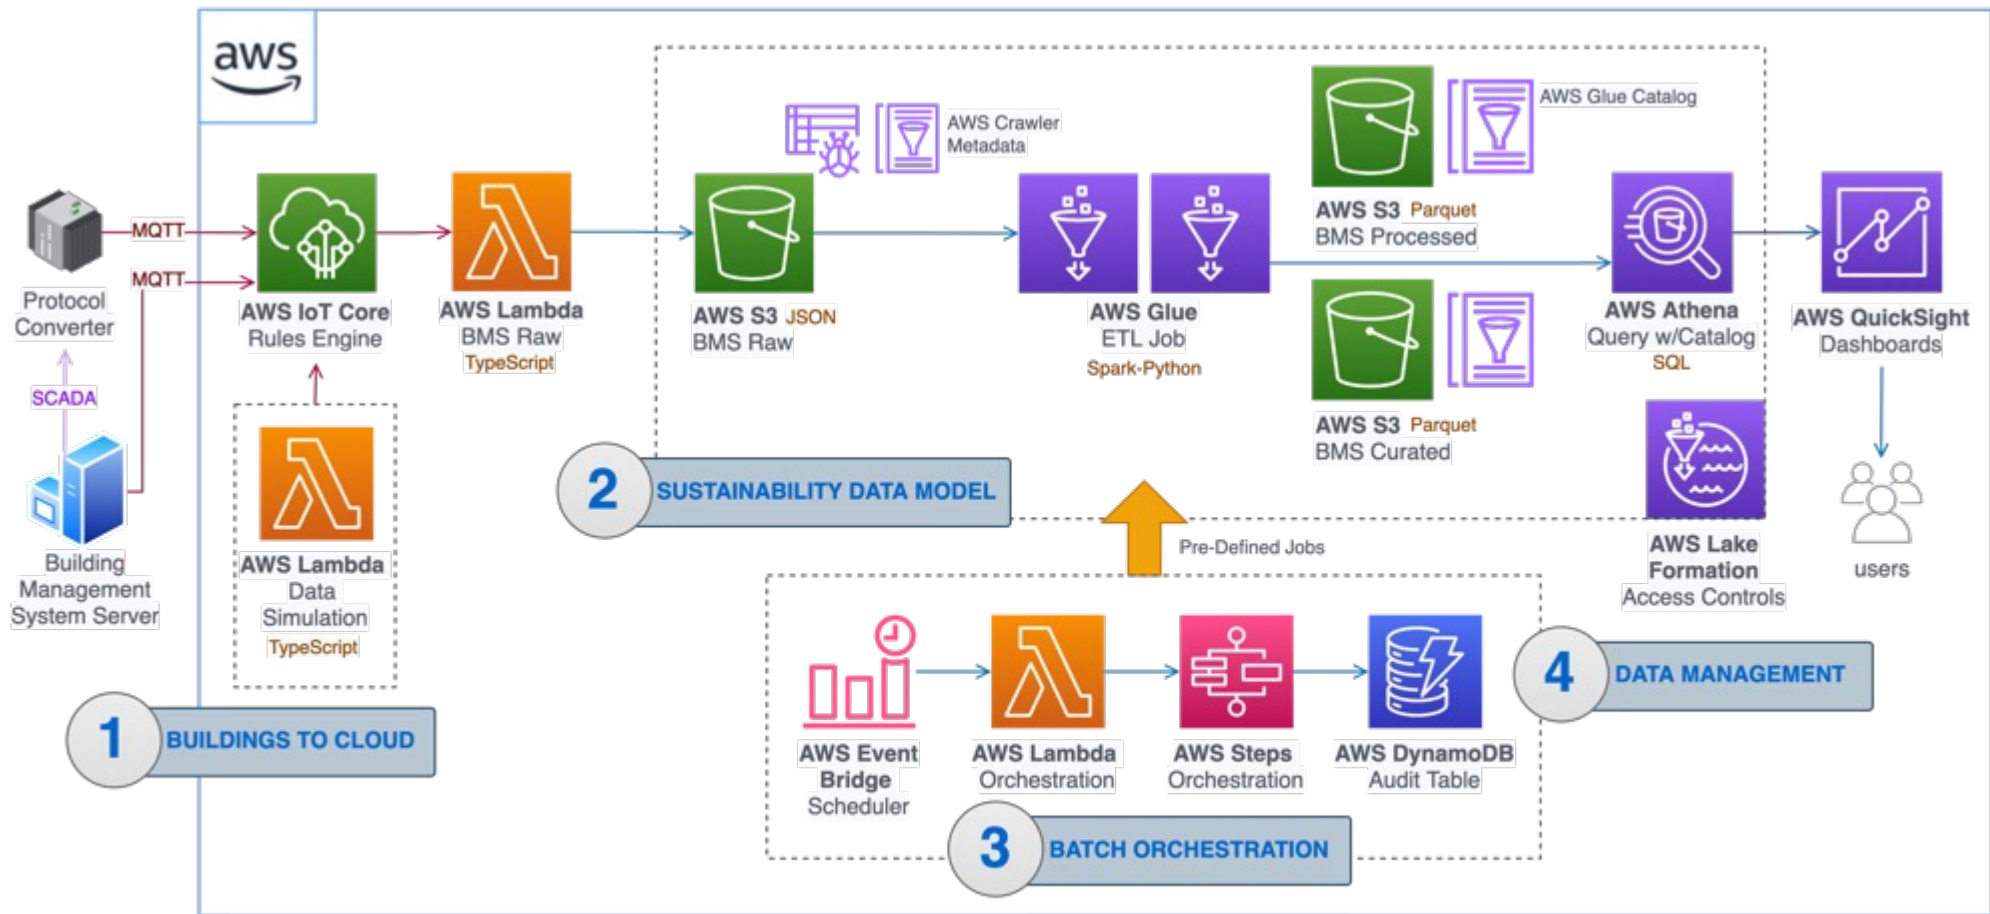 aws
AWS Crawler
Metadata
AWS Glue Catalog
MQTT
MQTT
Protocol
Converter
SCADA
Building
Management
System Server
AWS IoT Core
Rules Engine
AWS Lambda
BMS Raw
TypeScript
AWS S3 JSON
BMS Raw
AWS Glue
ETL Job
Spark-Python
AWS S3 Parquet
BMS Processed
AWS S3 Parquet
BMS Curated
AWS Athena
Query w/Catalog
SQL
AWS QuickSight
Dashboards
users
AWS Lambda
Data
Simulation
TypeScript
1 BUILDINGS TO CLOUD
2 SUSTAINABILITY DATA MODEL
Pre-Defined Jobs
AWS Lake
Formation
Access Controls
AWS Event
Bridge
Scheduler
AWS Lambda
Orchestration
AWS Steps
Orchestration
AWS DynamoDB
Audit Table
3 BATCH ORCHESTRATION
4 DATA MANAGEMENT